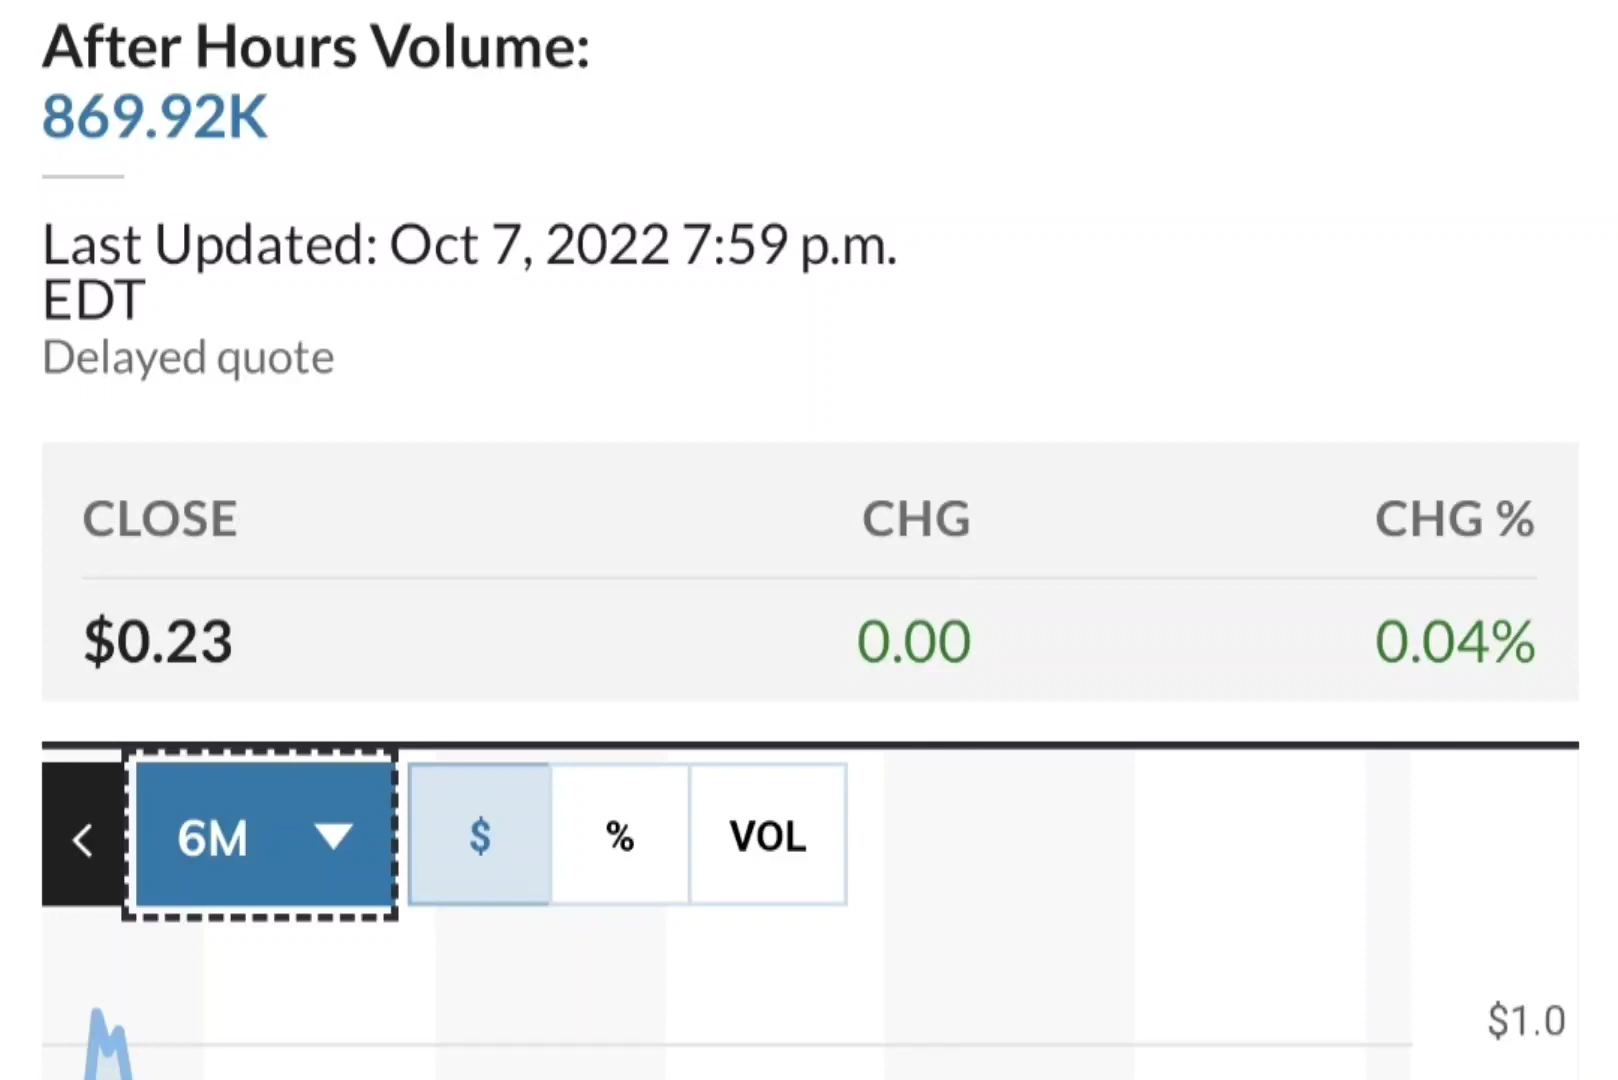 After Hours Volume:
869.92K
Last Updated: Oct 7, 2022 7:59 p.m.
EDT
Delayed quote
CLOSE CHG CHG %
$0.23 0.00 0.04%
6M $ % VOL
$1.0